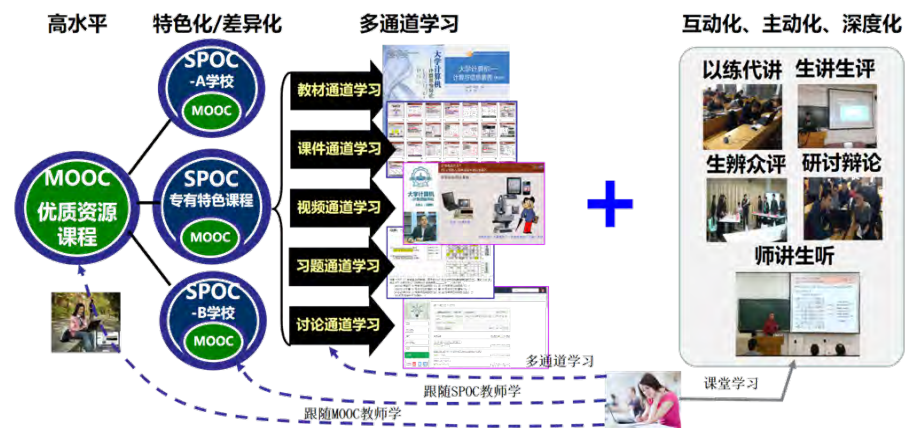 高水平
特色化/差异化
多通道学习
互动化、主动化、深度化
SPOC
-A学校
MOOC
MOOC
优质资源
课程
SPOC
专有特色课程
MOOC
SPOC
-B学校
MOOC
教材通道学习
课件通道学习
视频通道学习
习题通道学习
讨论通道学习
大学计算机
大学计算机
以练代讲
生讲生评
生辨众评
研讨辩论
师讲生听
多通道学习
跟随SPOC教师学
跟随MOOC教师学
课堂学习